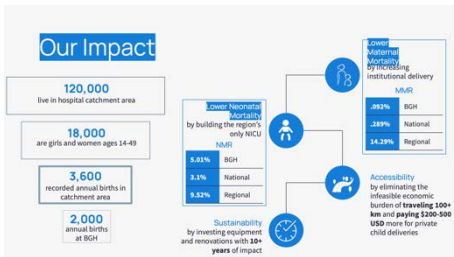 Our Impact
120,000
live in hospital catchment area
18,000
are girls and women ages 14-49
3,600
recorded annual births in
catchment area
2,000
annual births
at BGH
Lower Neonatal
Mortality
by building the region's
only NICU
NMR
5.01% BGH
3.1% National
9.52% Regional
Sustainability
by investing equipment
and renovations with 10+
years of impact
Lower
Maternal
Mortality
by increasing
institutional delivery
MMR
.092% BGH
.289% National
14.29% Regional
Accessibility
by eliminating the
infeasible economic
burden of traveling 100+
km and paying $200-500
USD more for private
child deliveries